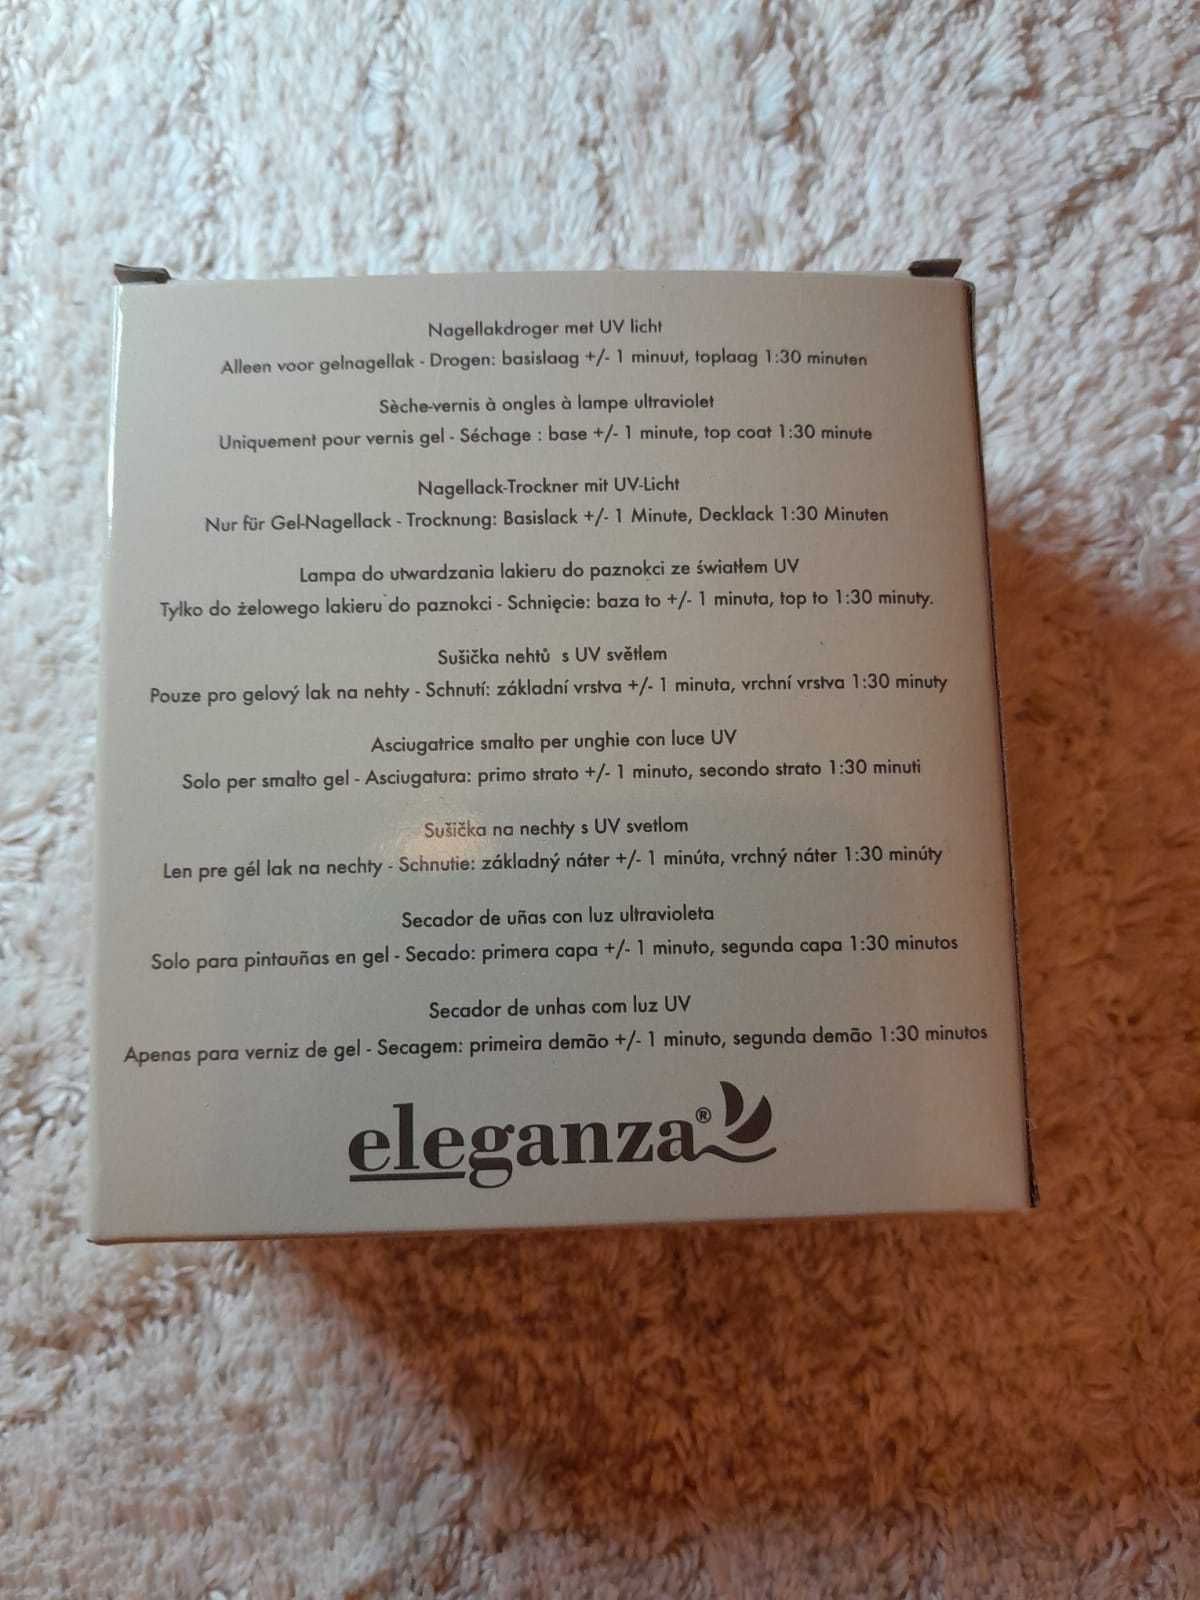 Nagellakdroger met UV licht
Alleen voor gelnagellak - Drogen: basislaag +/- 1 minuut, toplaag 1:30 minuten
Sèche-vernis à ongles à lampe ultraviolet
Uniquement pour vernis gel - Séchage : base +/- 1 minute, top coat 1:30 minute
Nagellack-Trockner mit UV-Licht
Nur für Gel-Nagellack - Trocknung: Basislack +/- 1 Minute, Decklack 1:30 Minuten
Lampa do utwardzania lakieru do paznokci ze światłem UV
Tylko do żelowego lakieru do paznokci - Schnięcie: baza to +/- 1 minuta, top to 1:30 minuty.
Sušička nehtů s UV světlem
Pouze pro gelový lak na nehty - Schnutí: základní vrstva +/- 1 minuta, vrchní vrstva 1:30 minuty
Asciugatrice smalto per unghie con luce UV
Solo per smalto gel - Asciugatura: primo strato +/- 1 minuto, secondo strato 1:30 minuti
Sušička na nechty s UV svetlom
Len pre gél lak na nechty - Schnutie: základný náter +/- 1 minúta, vrchný náter 1:30 minúty
Secador de uñas con luz ultravioleta
Solo para pintauñas en gel - Secado: primera capa +/- 1 minuto, segunda capa 1:30 minutos
Secador de unhas com luz UV
Apenas para verniz de gel - Secagem: primeira demão +/- 1 minuto, segunda demão 1:30 minutos
eleganza®